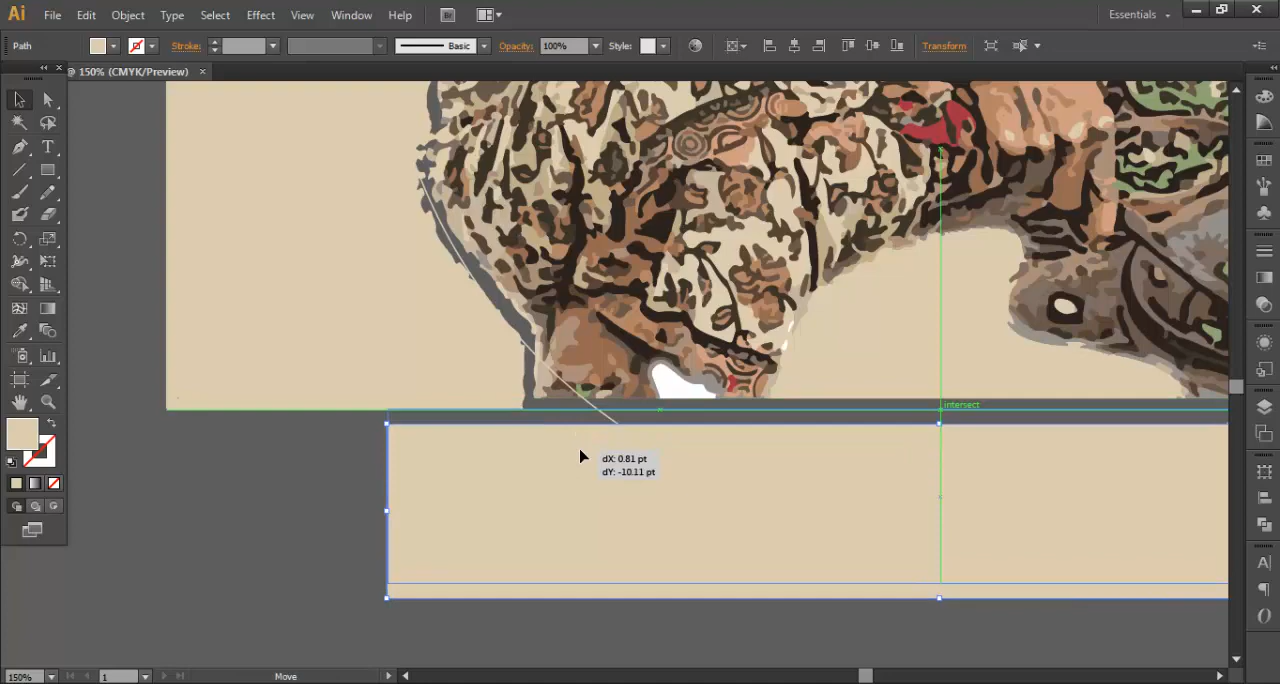 Ai File Edit Object Type Select Effect View Window Help Br Essentials
Path Stroke: Basic Opacity: 100% Style: Transform
@ 150% (CMYK/Preview) ×
intersect
dX: 0.81 pt
dY: -10.11 pt
150% 1 Move